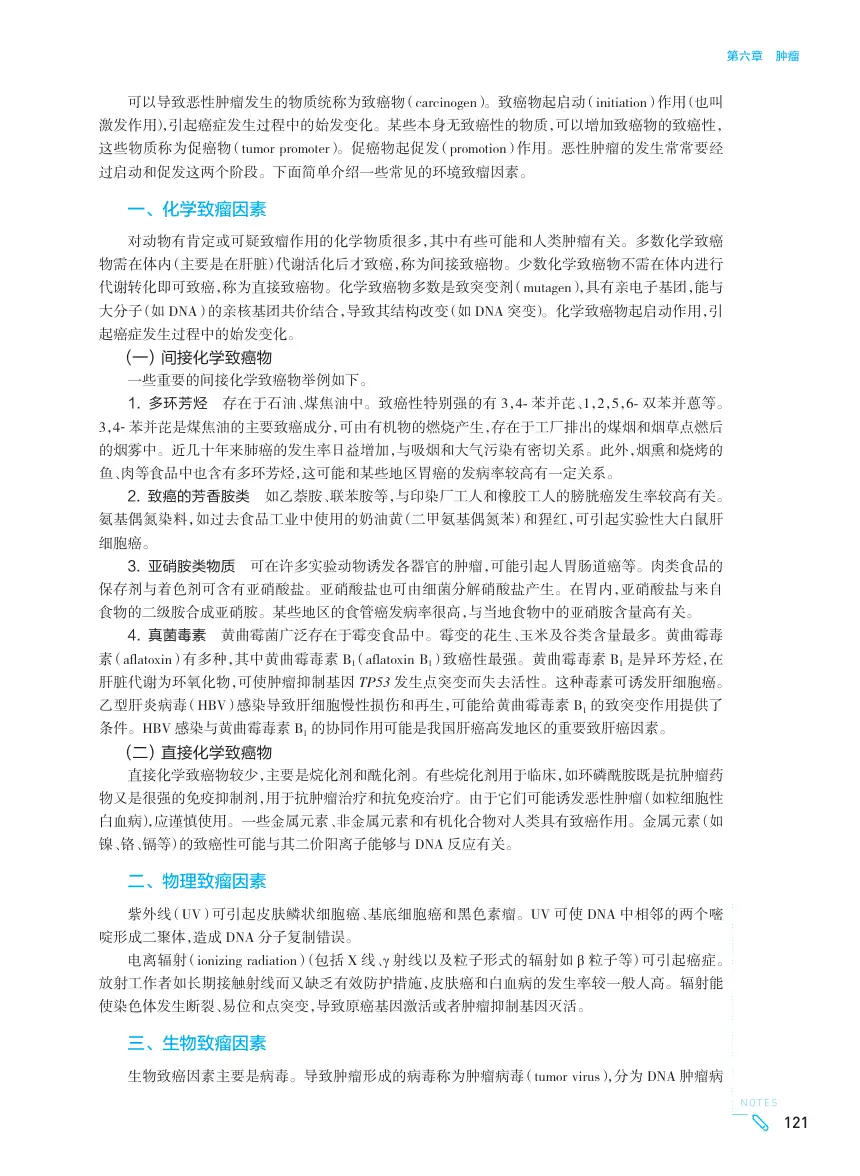 第六章 肿瘤
可以导致恶性肿瘤发生的物质统称为致癌物（carcinogen）。致癌物起启动（initiation）作用（也叫
激发作用），引起癌症发生过程中的始发变化。某些本身无致癌性的物质，可以增加致癌物的致癌性，
这些物质称为促癌物（tumor promoter）。促癌物起促发（promotion）作用。恶性肿瘤的发生常常要经
过启动和促发这两个阶段。下面简单介绍一些常见的环境致瘤因素。
一、化学致瘤因素
对动物有肯定或可疑致瘤作用的化学物质很多，其中有些可能和人类肿瘤有关。多数化学致癌
物需在体内（主要是在肝脏）代谢活化后才致癌，称为间接致癌物。少数化学致癌物不需在体内进行
代谢转化即可致癌，称为直接致癌物。化学致癌物多数是致突变剂（mutagen），具有亲电子基团，能与
大分子（如 DNA）的亲核基团共价结合，导致其结构改变（如 DNA 突变）。化学致癌物起启动作用，引
起癌症发生过程中的始发变化。
（一）间接化学致癌物
一些重要的间接化学致癌物举例如下。
1. 多环芳烃 存在于石油、煤焦油中。致癌性特别强的有 3，4- 苯并芘、1，2，5，6- 双苯并蒽等。
3，4- 苯并芘是煤焦油的主要致癌成分，可由有机物的燃烧产生，存在于工厂排出的煤烟和烟草点燃后
的烟雾中。近几十年来肺癌的发生率日益增加，与吸烟和大气污染有密切关系。此外，烟熏和烧烤的
鱼、肉等食品中也含有多环芳烃，这可能和某些地区胃癌的发病率较高有一定关系。
2. 致癌的芳香胺类 如乙萘胺、联苯胺等，与印染厂工人和橡胶工人的膀胱癌发生率较高有关。
氨基偶氮染料，如过去食品工业中使用的奶油黄（二甲氨基偶氮苯）和猩红，可引起实验性大白鼠肝
细胞癌。
3. 亚硝胺类物质 可在许多实验动物诱发各器官的肿瘤，可能引起人胃肠道癌等。肉类食品的
保存剂与着色剂可含有亚硝酸盐。亚硝酸盐也可由细菌分解硝酸盐产生。在胃内，亚硝酸盐与来自
食物的二级胺合成亚硝胺。某些地区的食管癌发病率很高，与当地食物中的亚硝胺含量高有关。
4. 真菌毒素 黄曲霉菌广泛存在于霉变食品中。霉变的花生、玉米及谷类含量最多。黄曲霉毒
素（aflatoxin）有多种，其中黄曲霉毒素 B₁（aflatoxin B₁）致癌性最强。黄曲霉毒素 B₁ 是异环芳烃，在
肝脏代谢为环氧化物，可使肿瘤抑制基因 TP53 发生点突变而失去活性。这种毒素可诱发肝细胞癌。
乙型肝炎病毒（HBV）感染导致肝细胞慢性损伤和再生，可能给黄曲霉毒素 B₁ 的致突变作用提供了
条件。HBV 感染与黄曲霉毒素 B₁ 的协同作用可能是我国肝癌高发地区的重要致肝癌因素。
（二）直接化学致癌物
直接化学致癌物较少，主要是烷化剂和酰化剂。有些烷化剂用于临床，如环磷酰胺既是抗肿瘤药
物又是很强的免疫抑制剂，用于抗肿瘤治疗和抗免疫治疗。由于它们可能诱发恶性肿瘤（如粒细胞性
白血病），应谨慎使用。一些金属元素、非金属元素和有机化合物对人类具有致癌作用。金属元素（如
镍、铬、镉等）的致癌性可能与其二价阳离子能够与 DNA 反应有关。
二、物理致瘤因素
紫外线（UV）可引起皮肤鳞状细胞癌、基底细胞癌和黑色素瘤。UV 可使 DNA 中相邻的两个嘧
啶形成二聚体，造成 DNA 分子复制错误。
电离辐射（ionizing radiation）（包括 X 线、γ 射线以及粒子形式的辐射如 β 粒子等）可引起癌症。
放射工作者如长期接触射线而又缺乏有效防护措施，皮肤癌和白血病的发生率较一般人高。辐射能
使染色体发生断裂、易位和点突变，导致原癌基因激活或者肿瘤抑制基因灭活。
三、生物致瘤因素
生物致癌因素主要是病毒。导致肿瘤形成的病毒称为肿瘤病毒（tumor virus），分为 DNA 肿瘤病
NOTES
121